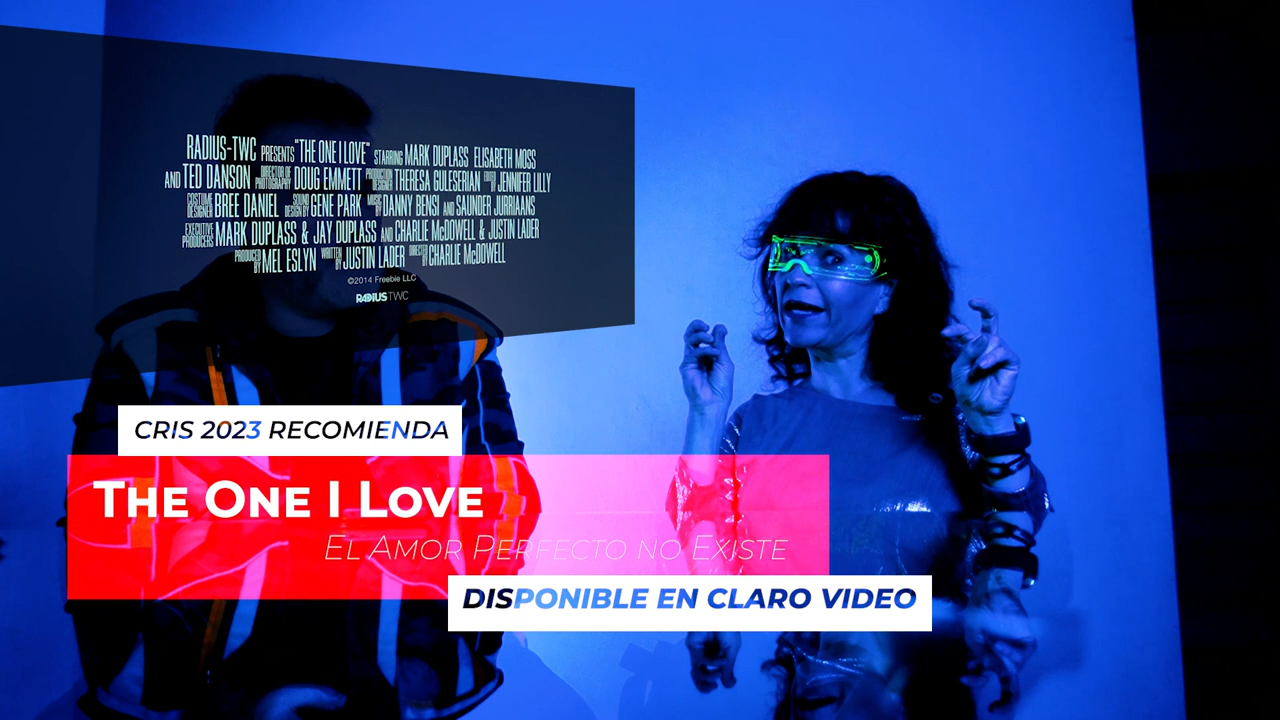 RADIUS-TWC PRESENTS "THE ONE I LOVE" STARRING MARK DUPLASS ELISABETH MOSS
AND TED DANSON DIRECTOR OF PHOTOGRAPHY DOUG EMMETT PRODUCTION DESIGNER THERESA GULESERIAN EDITED BY JENNIFER LILLY
COSTUME DESIGNER BREE DANIEL SOUND DESIGN BY GENE PARK MUSIC BY DANNY BENSI AND SAUNDER JURRIAANS
EXECUTIVE PRODUCERS MARK DUPLASS & JAY DUPLASS AND CHARLIE McDOWELL & JUSTIN LADER
PRODUCED BY MEL ESLYN WRITTEN BY JUSTIN LADER DIRECTED BY CHARLIE McDOWELL
©2014 Freebie LLC
RADiUS TWC
CRIS 2023 RECOMIENDA
THE ONE I LOVE
EL AMOR PERFECTO NO EXISTE
DISPONIBLE EN CLARO VIDEO